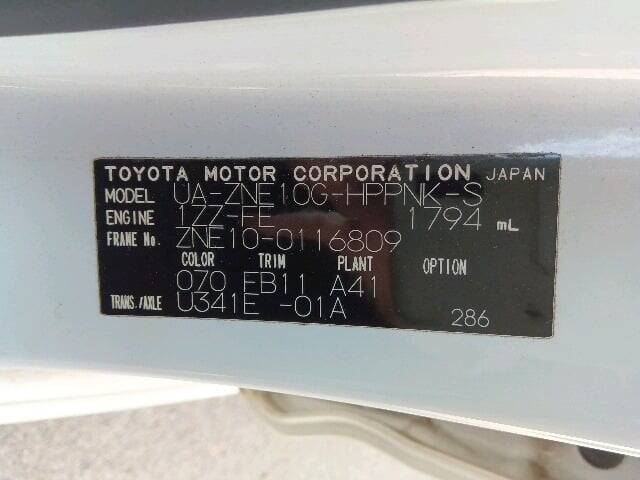 TOYOTA MOTOR CORPORATION JAPAN
MODEL UA-ZNE10G-HPPNK-S
ENGINE 1ZZ-FE 1794 mL
FRAME No. ZNE10-0116809
COLOR TRIM PLANT OPTION
070 FB11 A41
TRANS./AXLE U341E -01A
286